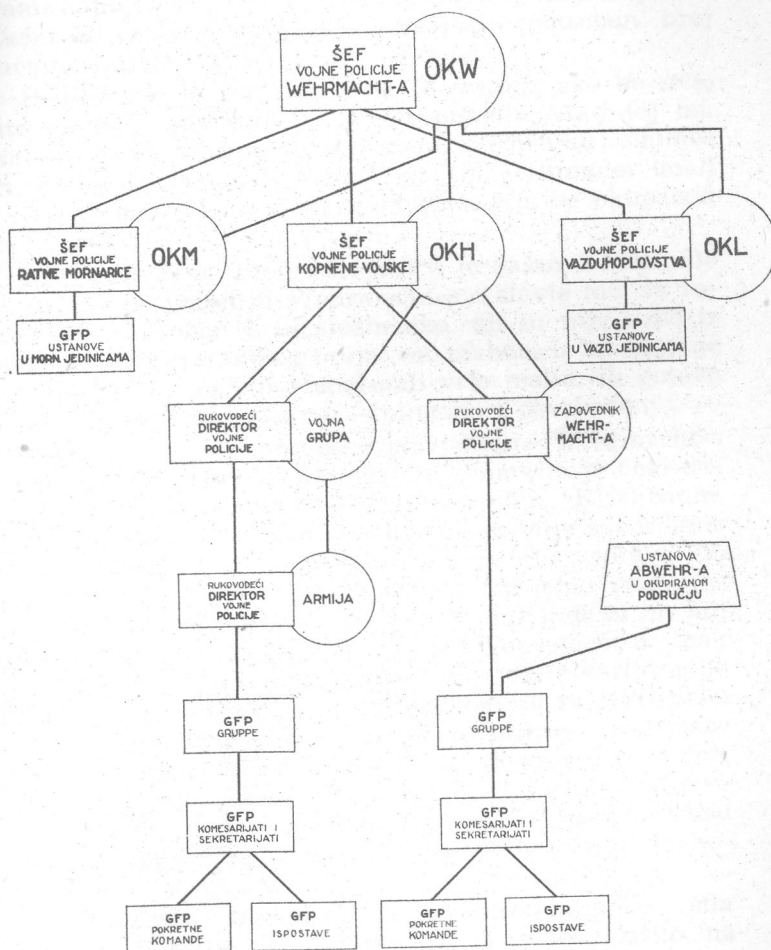 ŠEF
VOJNE POLICIJE
WEHRMACHT-A
OKW
ŠEF
VOJNE POLICIJE
RATNE MORNARICE
OKM
ŠEF
VOJNE POLICIJE
KOPNENE VOJSKE
OKH
ŠEF
VOJNE POLICIJE
VAZDUHOPLOVSTVA
OKL
GFP
USTANOVE
U MORN. JEDINICAMA
GFP
USTANOVE
U VAZD. JEDINICAMA
RUKOVODEĆI
DIREKTOR
VOJNE
POLICIJE
VOJNA
GRUPA
RUKOVODEĆI
DIREKTOR
VOJNE
POLICIJE
ZAPOVEDNIK
WEHR-
MACHT-A
USTANOVA
ABWEHR-A
U OKUPIRANOM
PODRUČJU
RUKOVODEĆI
DIREKTOR
VOJNE
POLICIJE
ARMIJA
GFP
GRUPPE
GFP
GRUPPE
GFP
KOMESARIJATI I
SEKRETARIJATI
GFP
KOMESARIJATI I
SEKRETARIJATI
GFP
POKRETNE
KOMANDE
GFP
ISPOSTAVE
GFP
POKRETNE
KOMANDE
GFP
ISPOSTAVE